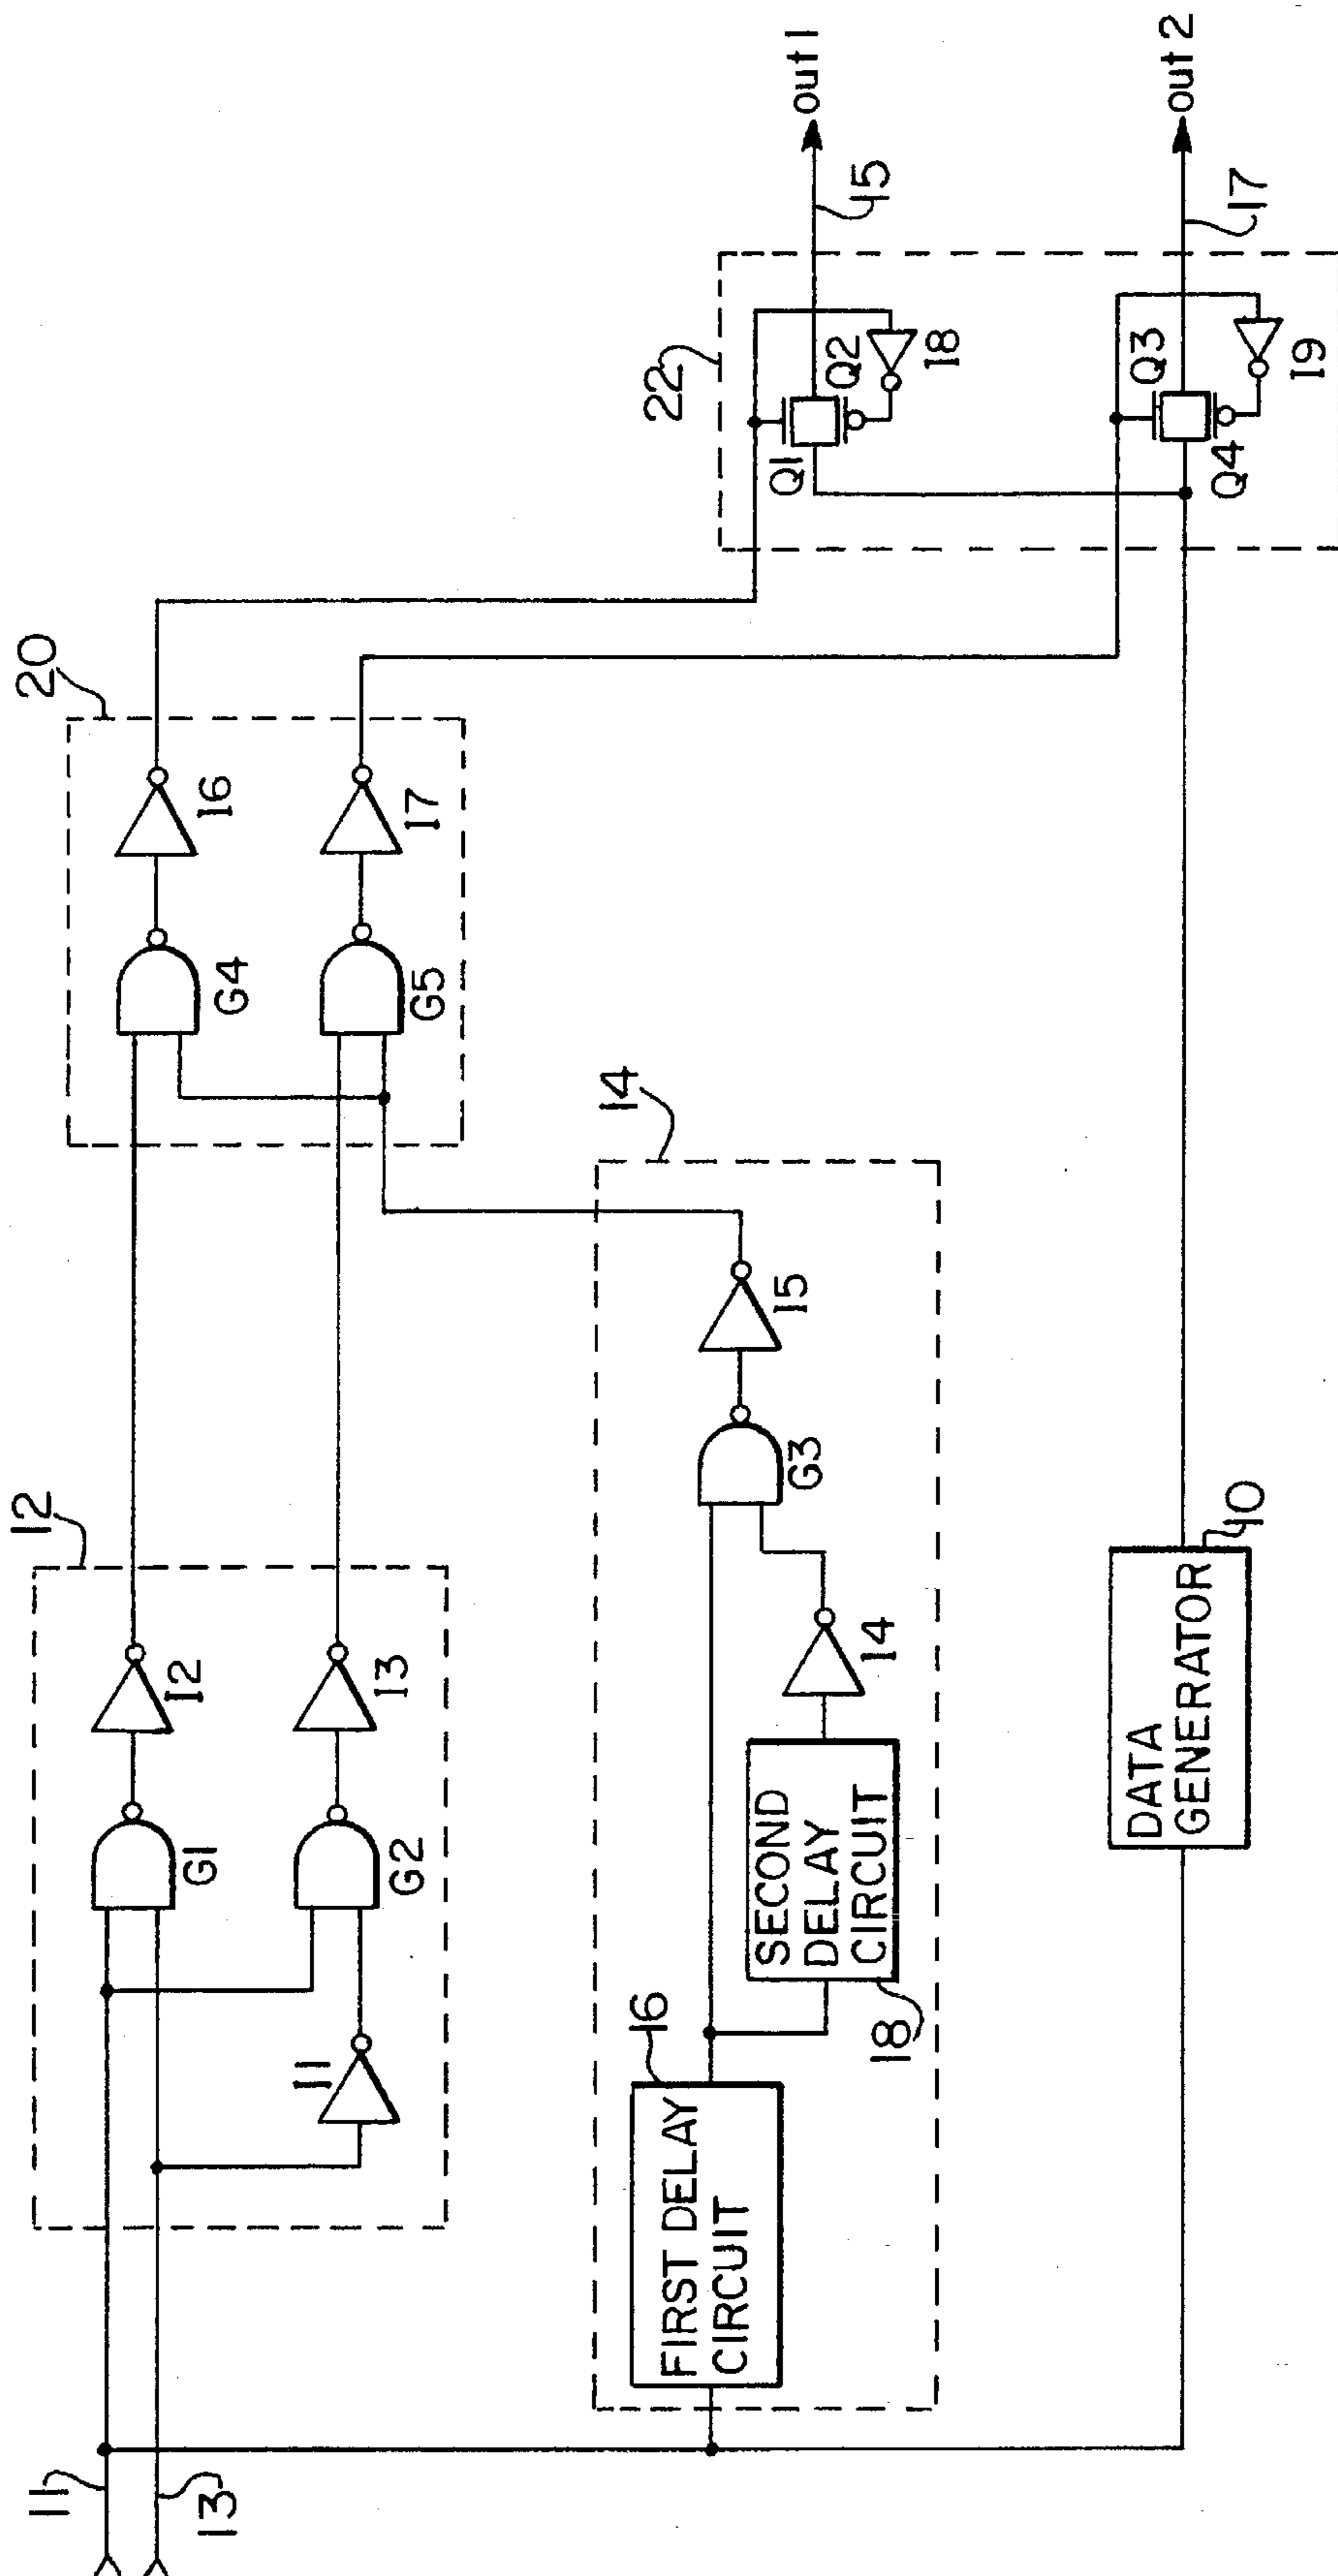 11
13
12
I1
G1
G2
I2
I3
14
16
FIRST DELAY
CIRCUIT
18
SECOND
DELAY
CIRCUIT
I4
G3
I5
20
G4
G5
I6
I7
DATA
GENERATOR
10
22
Q1
Q2
I8
Q3
Q4
I9
15
out 1
17
out 2